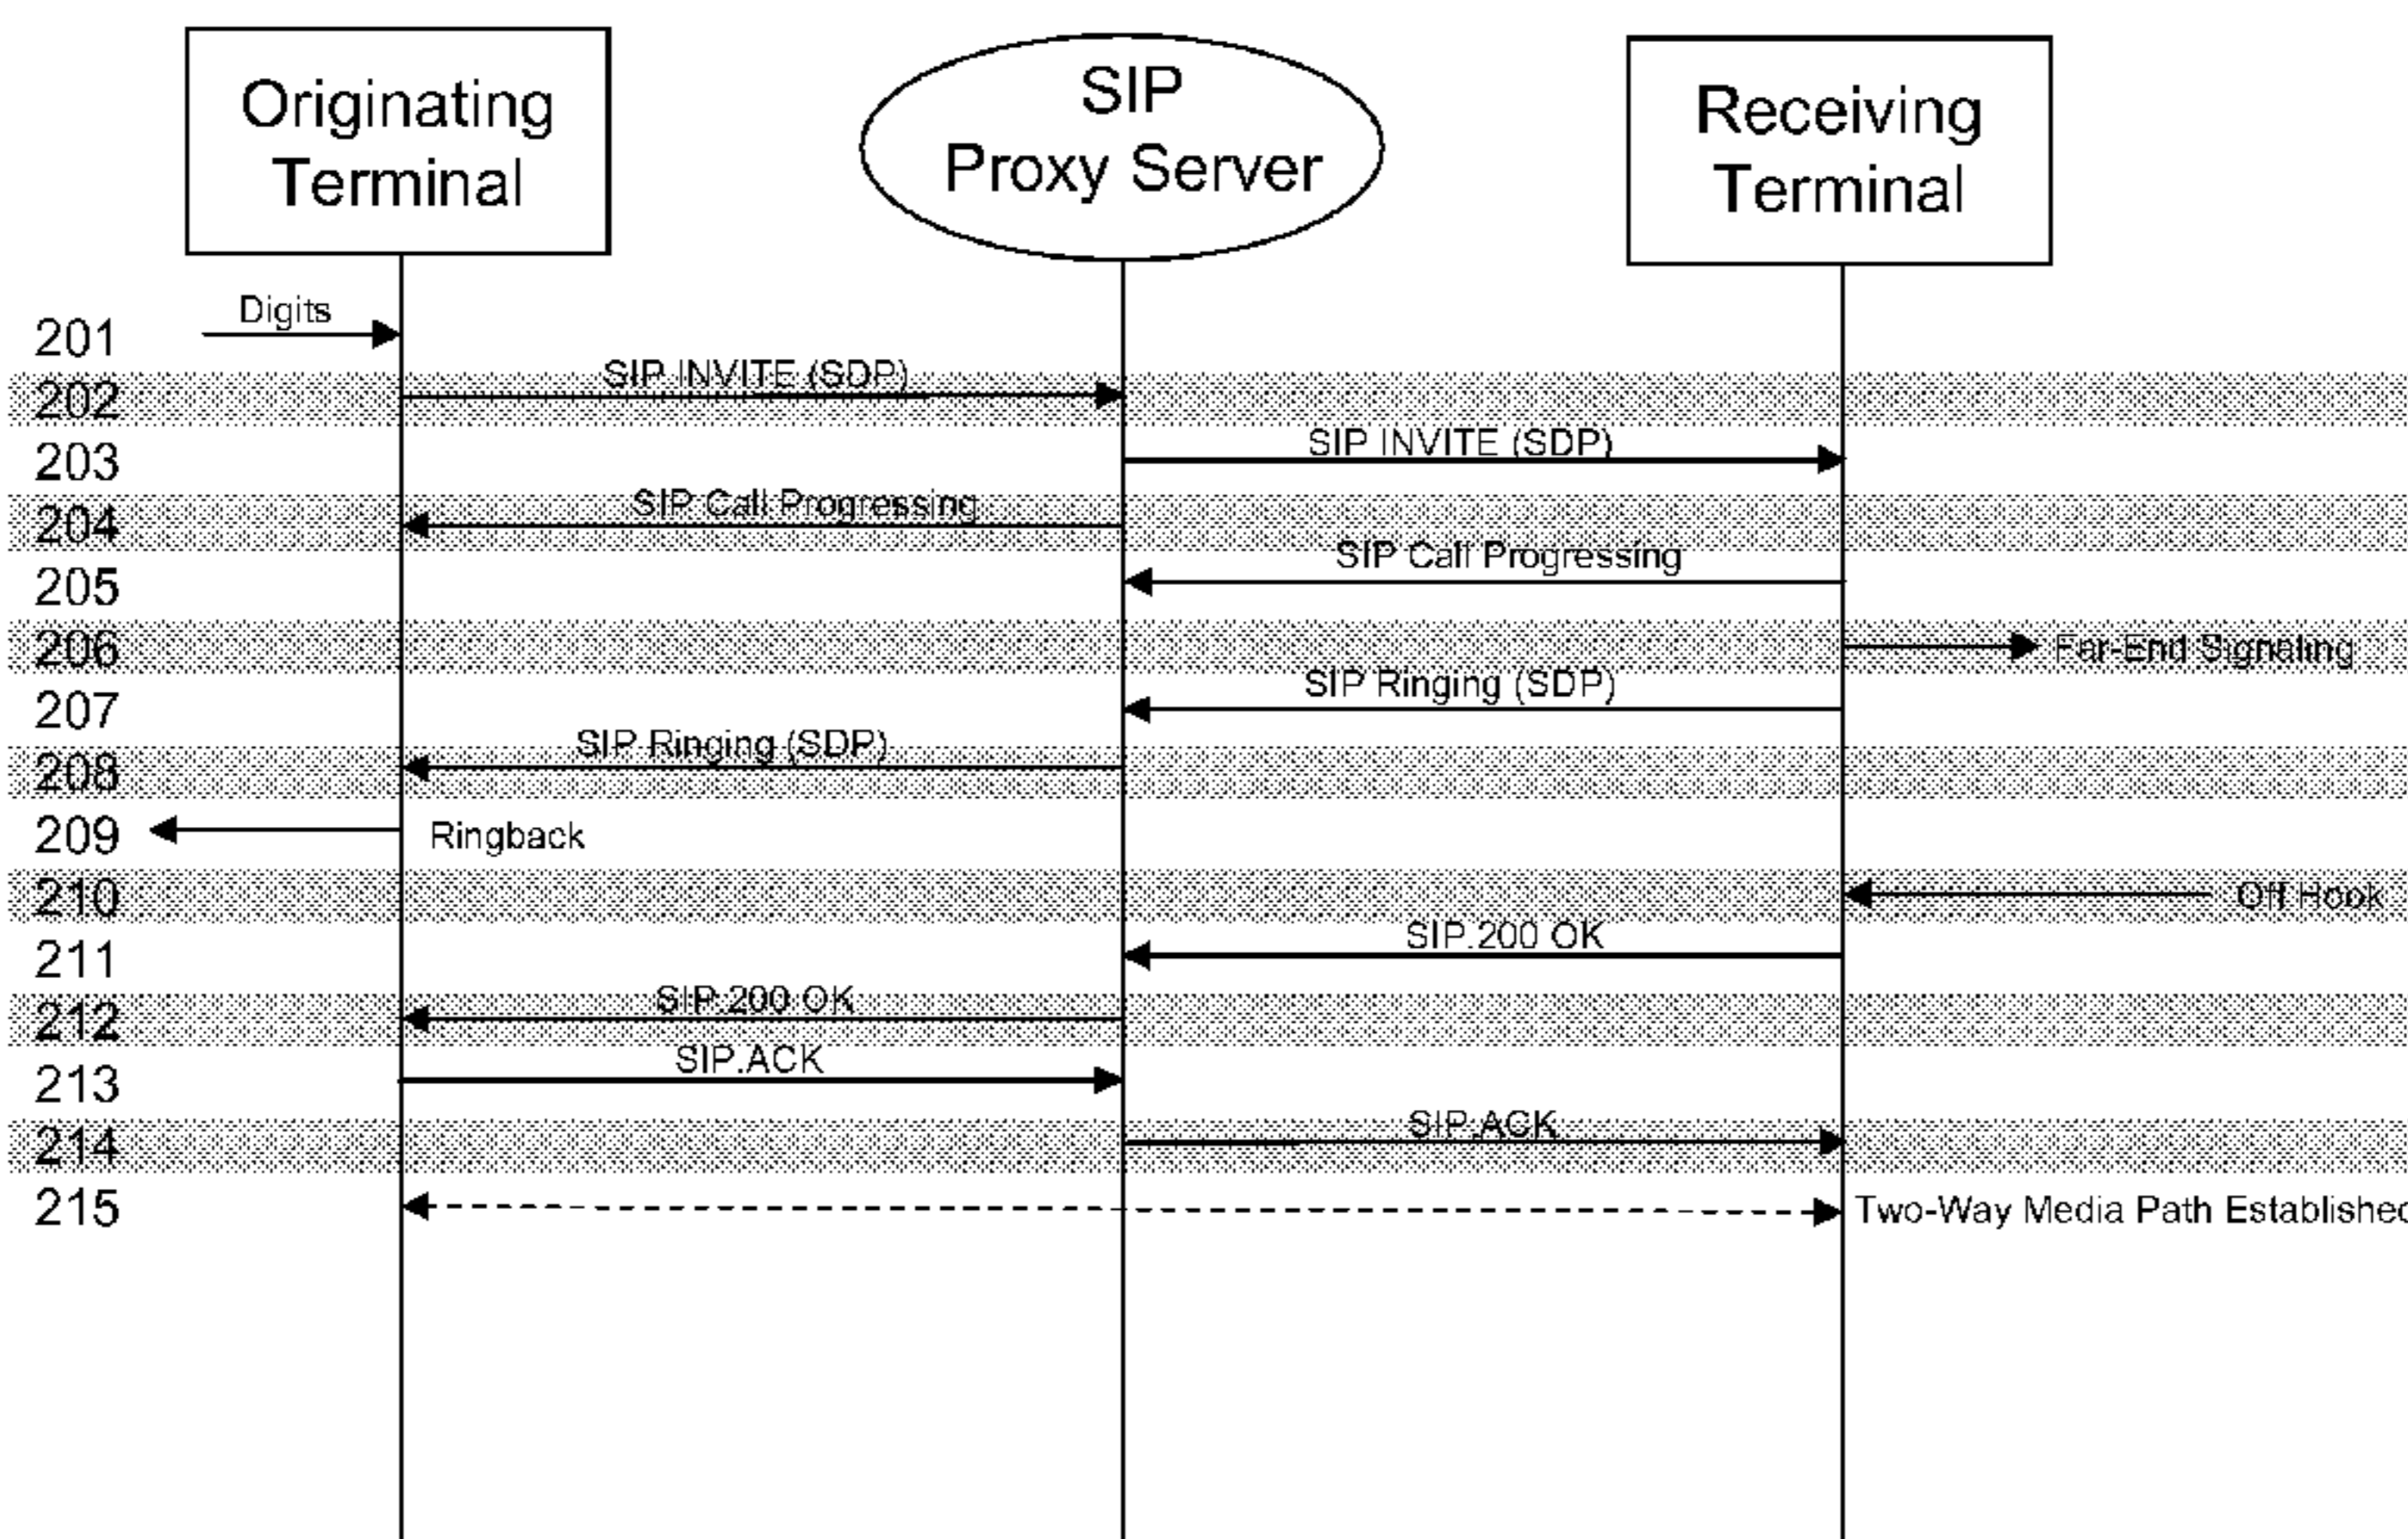 Originating
Terminal
SIP
Proxy Server
Receiving
Terminal
201
Digits
202
SIP INVITE (SDP)
203
SIP INVITE (SDP)
204
SIP Call Progressing
205
SIP Call Progressing
206
Far-End Signaling
207
SIP Ringing (SDP)
208
SIP Ringing (SDP)
209
Ringback
210
Off Hook
211
SIP.200 OK
212
SIP.200 OK
213
SIP.ACK
214
SIP.ACK
215
Two-Way Media Path Established